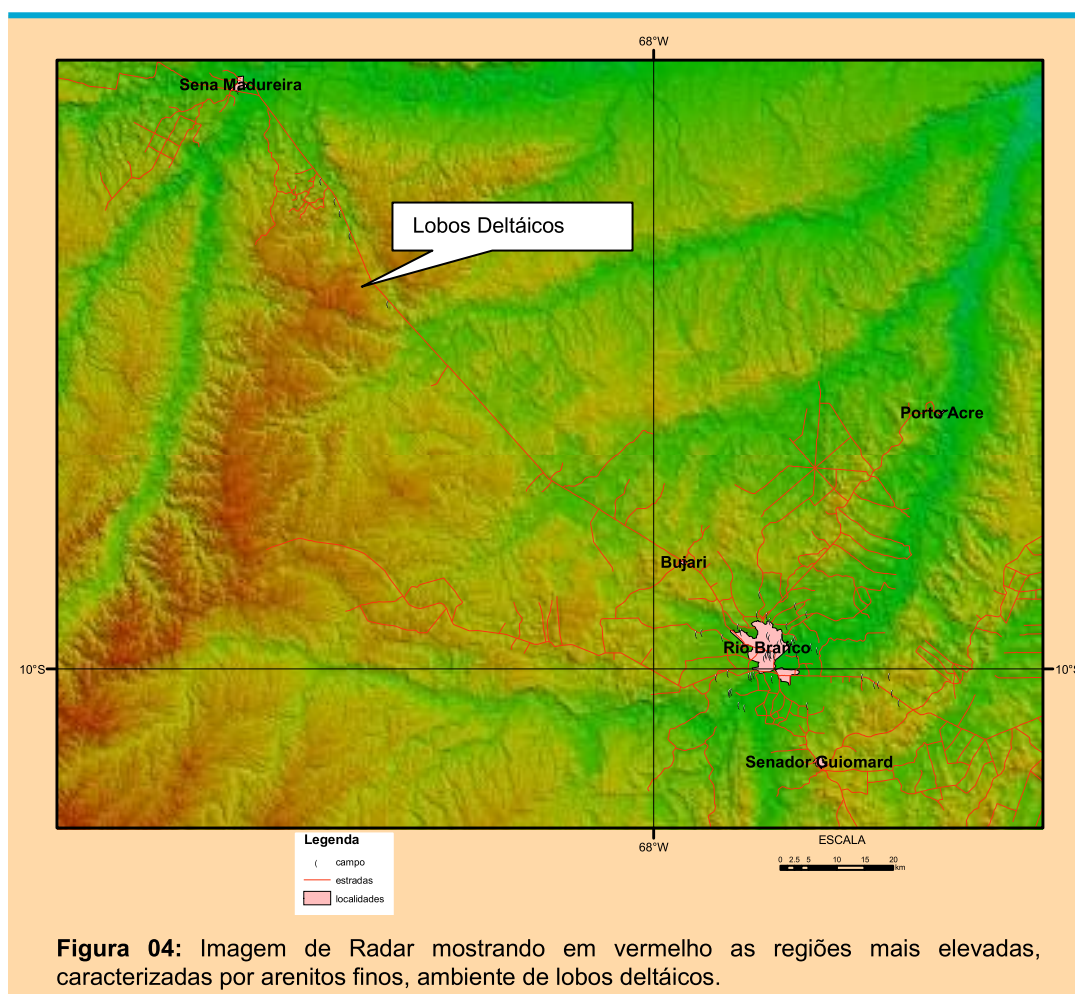 68°W
Sena Madureira
Lobos Deltáicos
Porto Acre
Bujari
Rio Branco
10°S
10°S
Senador Guiomard
68°W
Legenda
campo
estradas
localidades
ESCALA
0 2.5 5 10 15 20
km
Figura 04: Imagem de Radar mostrando em vermelho as regiões mais elevadas,
caracterizadas por arenitos finos, ambiente de lobos deltáicos.